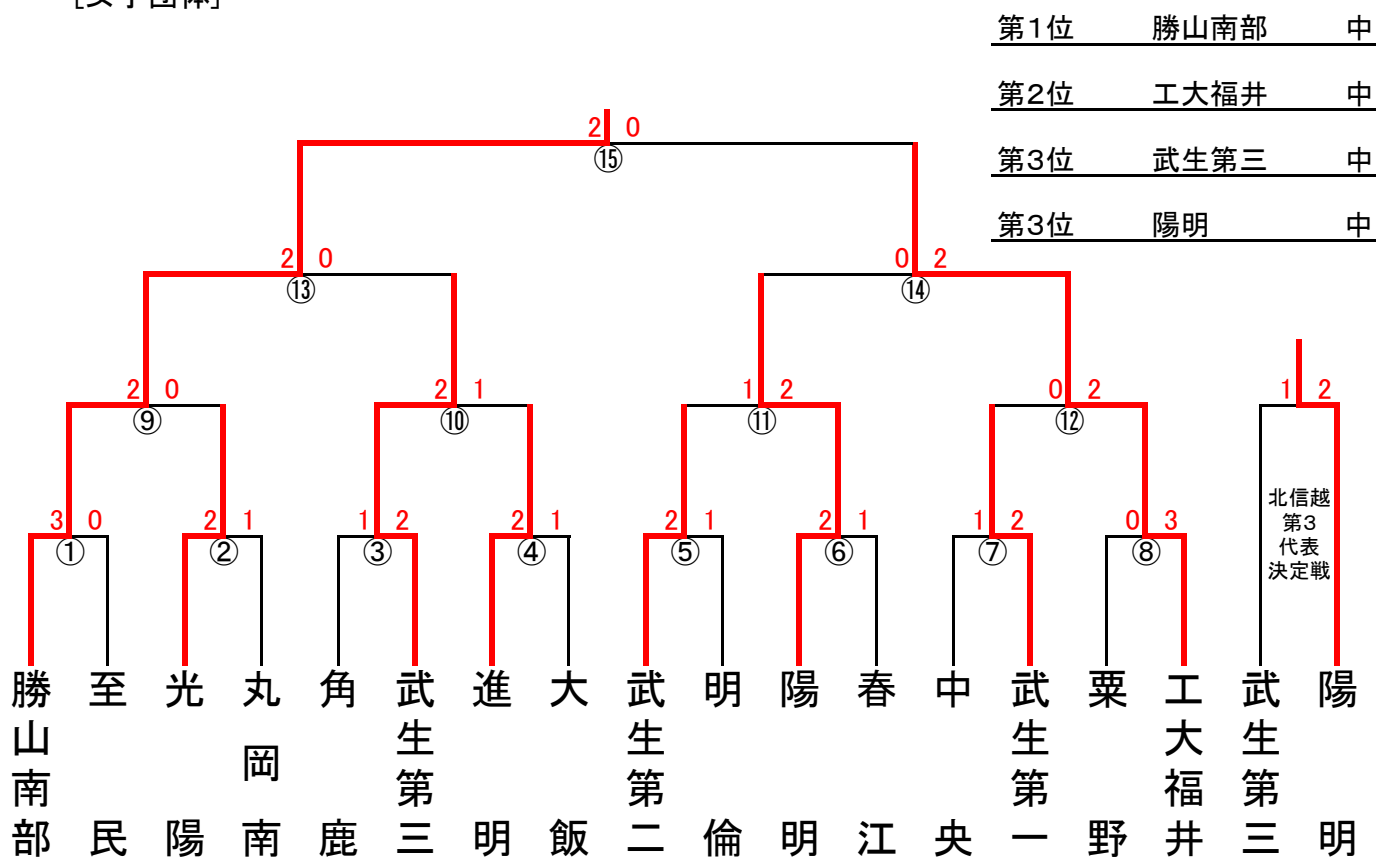 [女子団体]
第1位 勝山南部 中
第2位 工大福井 中
第3位 武生第三 中
第3位 陽明 中
2 0
⑮
2 0
⑬
0 2
⑭
2 0
⑨
2 1
⑩
1 2
⑪
0 2
⑫
1 2
3 0
①
2 1
②
1 2
③
2 1
④
2 1
⑤
2 1
⑥
1 2
⑦
0 3
⑧
北信越
第3
代表
決定戦
勝山南部
至民
光陽
丸岡南
角鹿
武生第三
進明
大飯
武生第二
明倫
陽明
春江
中央
武生第一
粟野
工大福井
武生第三
陽明